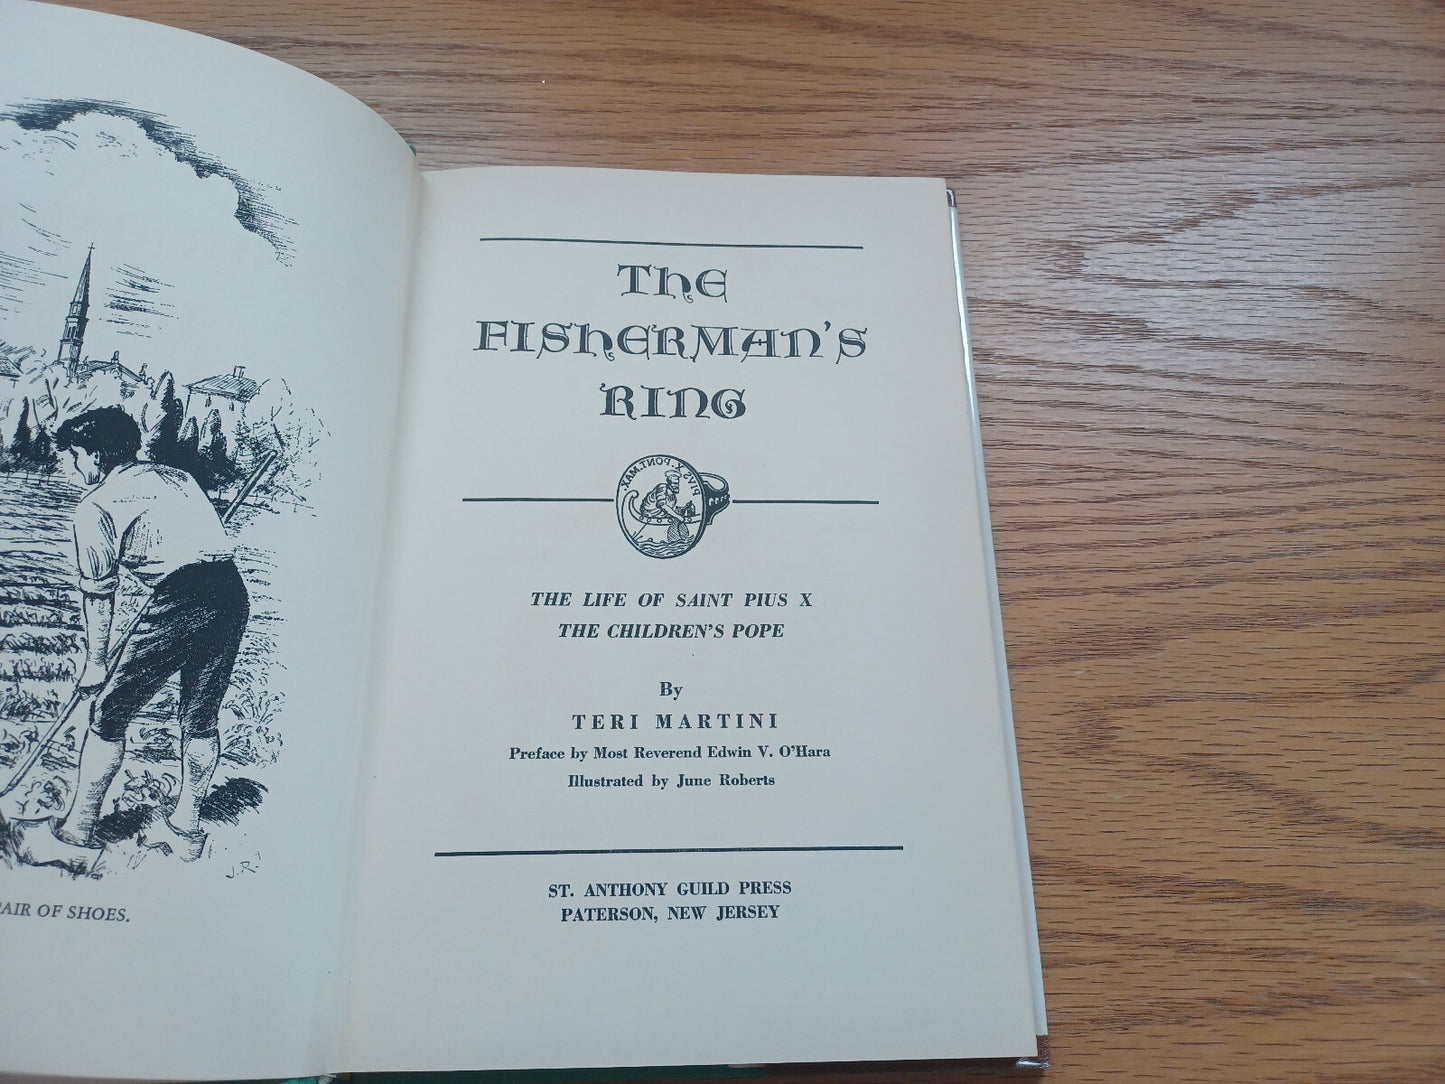 J.R.
PAIR OF SHOES.
THE
FISHERMAN'S
RING
PIUS.X.PONT.MAX.
THE LIFE OF SAINT PIUS X
THE CHILDREN'S POPE
By
TERI MARTINI
Preface by Most Reverend Edwin V. O'Hara
Illustrated by June Roberts
ST. ANTHONY GUILD PRESS
PATERSON, NEW JERSEY